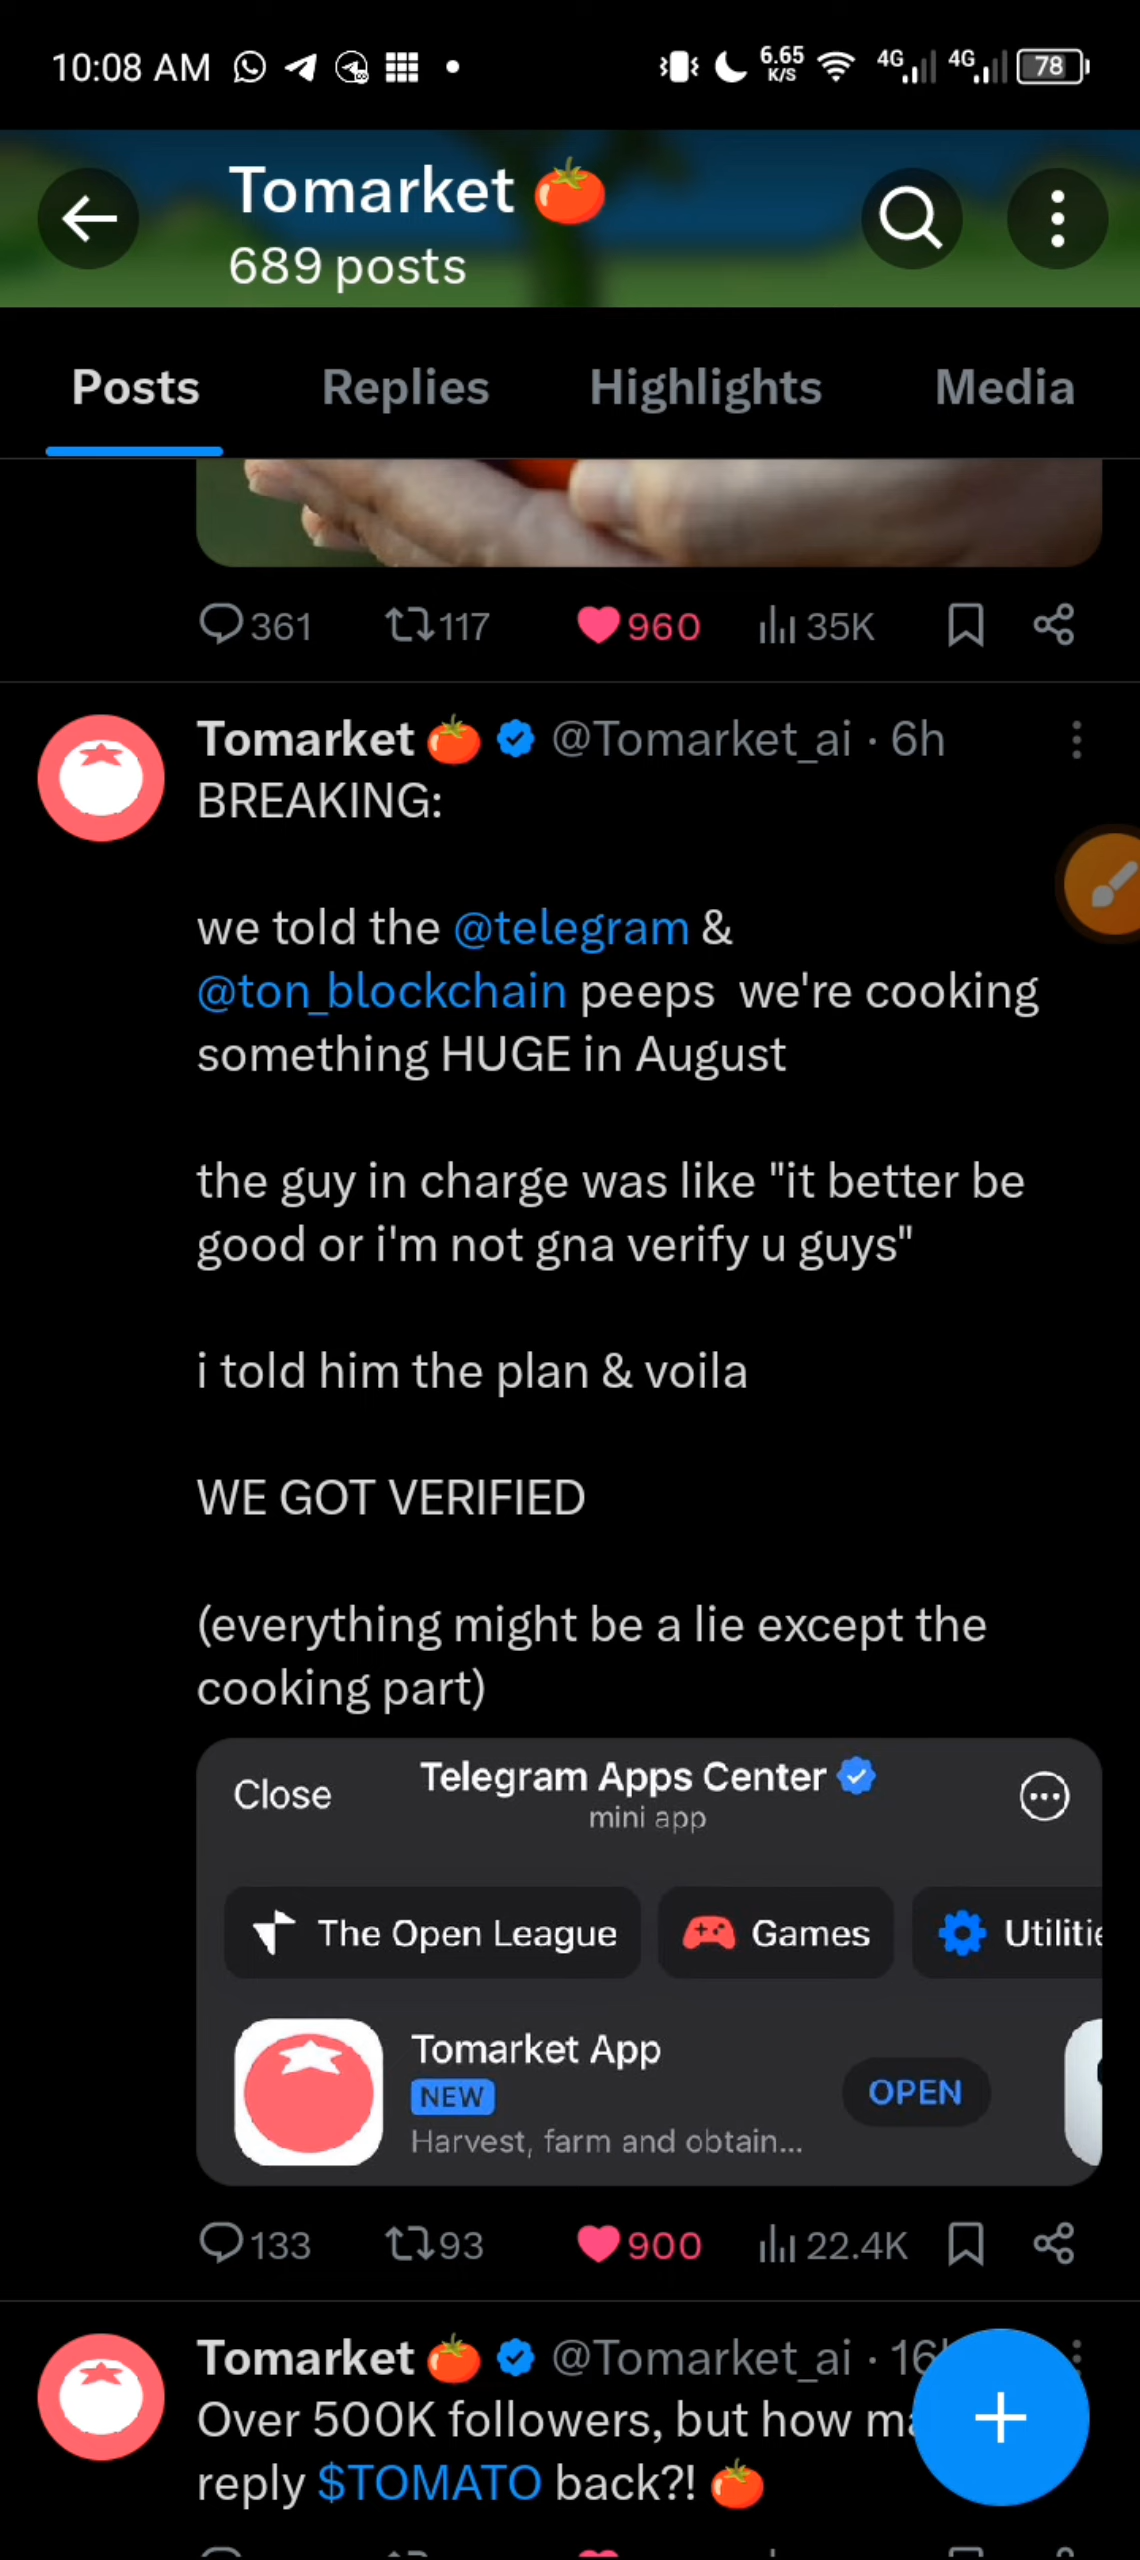 10:08 AM
6.65
K/S
4G
4G
78
Tomarket 🍅
689 posts
Posts
Replies
Highlights
Media
361
117
960
35K
Tomarket 🍅 @Tomarket_ai · 6h
BREAKING:
we told the @telegram &
@ton_blockchain peeps we're cooking
something HUGE in August
the guy in charge was like "it better be
good or i'm not gna verify u guys"
i told him the plan & voila
WE GOT VERIFIED
(everything might be a lie except the
cooking part)
Close
Telegram Apps Center
mini app
The Open League
Games
Tomarket App
NEW
Harvest, farm and obtain...
OPEN
133
93
900
22.4K
Tomarket 🍅 @Tomarket_ai ·
Over 500K followers, but how
reply $TOMATO back?! 🍅